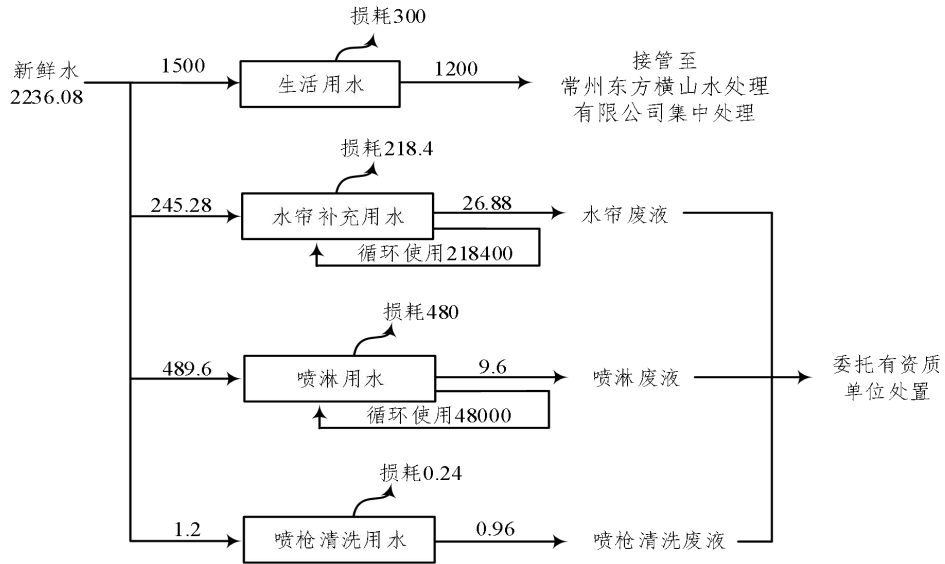 损耗300
新鲜水
2236.08
1500
生活用水
1200
接管至
常州东方横山水处理
有限公司集中处理
损耗218.4
245.28
水帘补充用水
26.88
水帘废液
循环使用218400
损耗480
489.6
喷淋用水
9.6
喷淋废液
循环使用48000
委托有资质
单位处置
损耗0.24
1.2
喷枪清洗用水
0.96
喷枪清洗废液